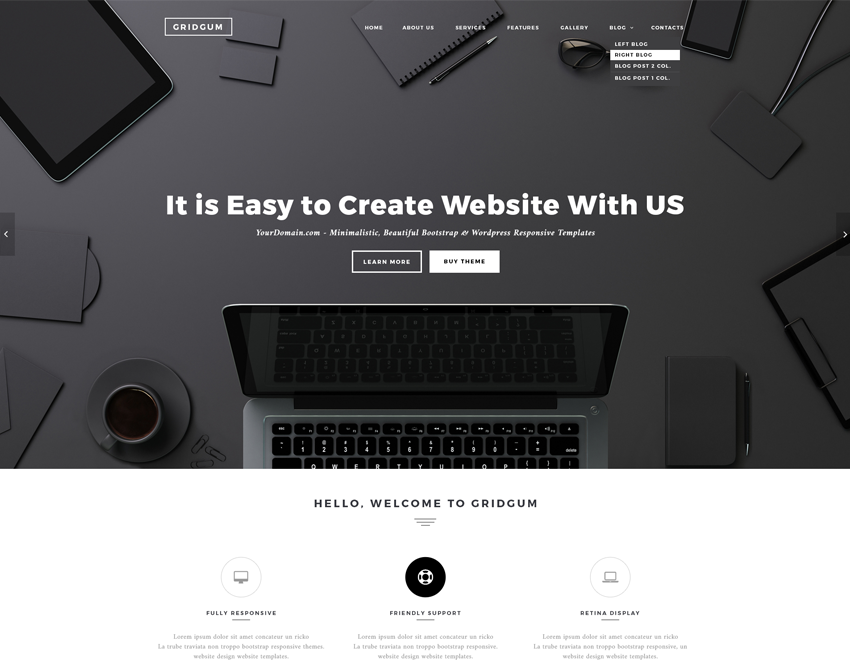 GRIDGUM
HOME ABOUT US SERVICES FEATURES GALLERY BLOG CONTACTS
LEFT BLOG
RIGHT BLOG
BLOG POST 2 COL.
BLOG POST 1 COL.
It is Easy to Create Website With US
YourDomain.com - Minimalistic, Beautiful Bootstrap & Wordpress Responsive Templates
LEARN MORE BUY THEME
delete
Q W E R T Y U I O P
HELLO, WELCOME TO GRIDGUM
FULLY RESPONSIVE
Lorem ipsum dolor sit amet concateur un ricko
La trube traviata non troppo bootstrap responsive themes.
website design website templates.
FRIENDLY SUPPORT
Lorem ipsum dolor sit amet concateur un ricko
La trube traviata non troppo bootstrap responsive,
website design website templates.
RETINA DISPLAY
Lorem ipsum dolor sit amet concateur un ricko
La trube traviata non troppo bootstrap responsive, un
website design website templates.